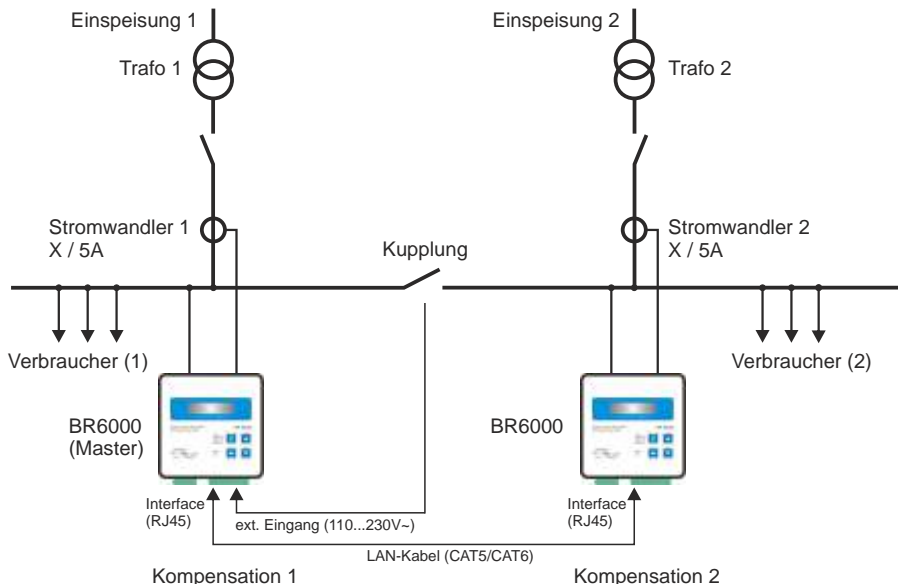 Einspeisung 1
Einspeisung 2
Trafo 1
Trafo 2
Stromwandler 1
X / 5A
Kupplung
Stromwandler 2
X / 5A
Verbraucher (1)
Verbraucher (2)
BR6000
(Master)
BR6000
Interface
(RJ45)
ext. Eingang (110...230V~)
Interface
(RJ45)
LAN-Kabel (CAT5/CAT6)
Kompensation 1
Kompensation 2